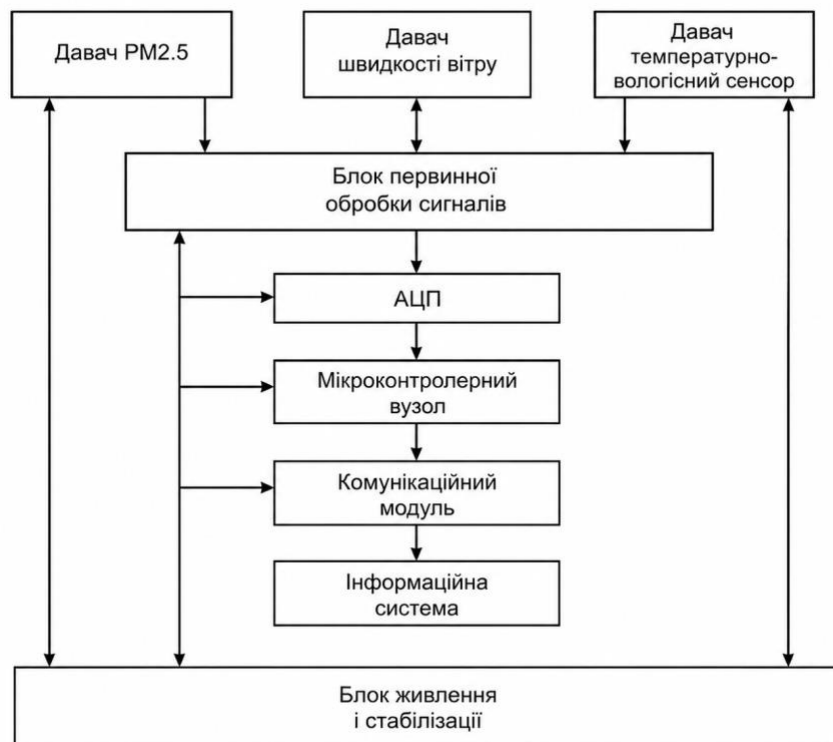 Давач PM2.5
Давач
швидкості вітру
Давач
температурно-
вологісний сенсор
Блок первинної
обробки сигналів
АЦП
Мікроконтролерний
вузол
Комунікаційний
модуль
Інформаційна
система
Блок живлення
і стабілізації